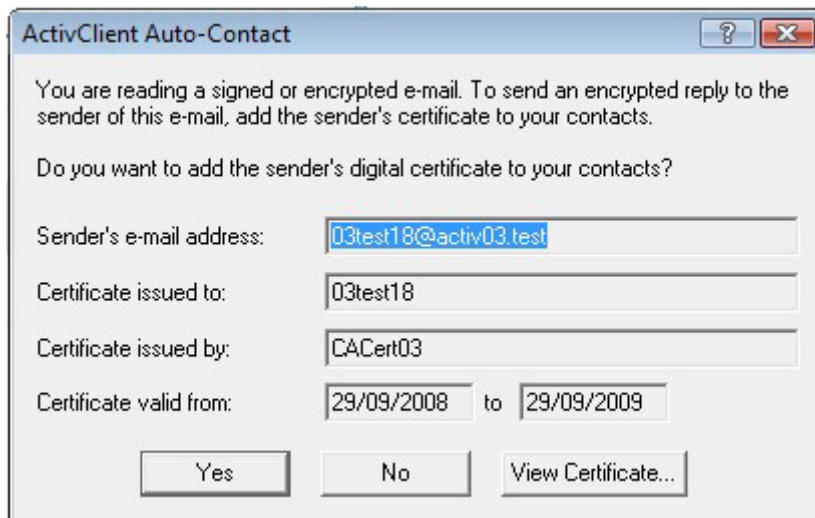 ActivClient Auto-Contact
You are reading a signed or encrypted e-mail. To send an encrypted reply to the
sender of this e-mail, add the sender's certificate to your contacts.
Do you want to add the sender's digital certificate to your contacts?
Sender's e-mail address: 03test18@activ03.test
Certificate issued to: 03test18
Certificate issued by: CACert03
Certificate valid from: 29/09/2008 to 29/09/2009
Yes No View Certificate...